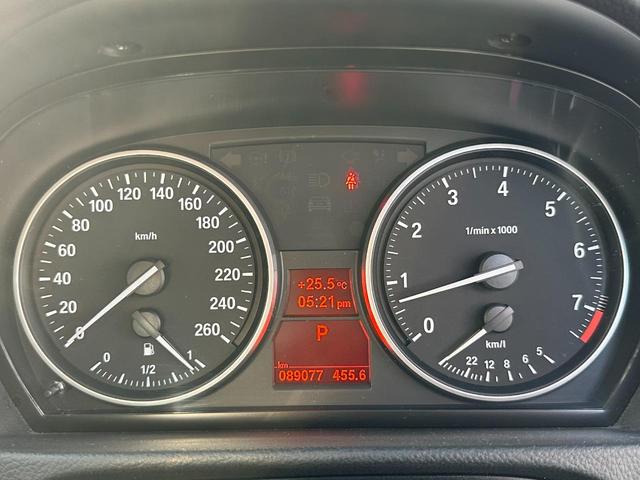 0 20 40 60 80 100 120 140 160 180 200 220 240 260
km/h
0 1/2 1
+25.5°C
05:21 pm
P
km
089077 455.6
0 1 2 3 4 5 6 7
1/min x 1000
km/l
22 12 8 6 5